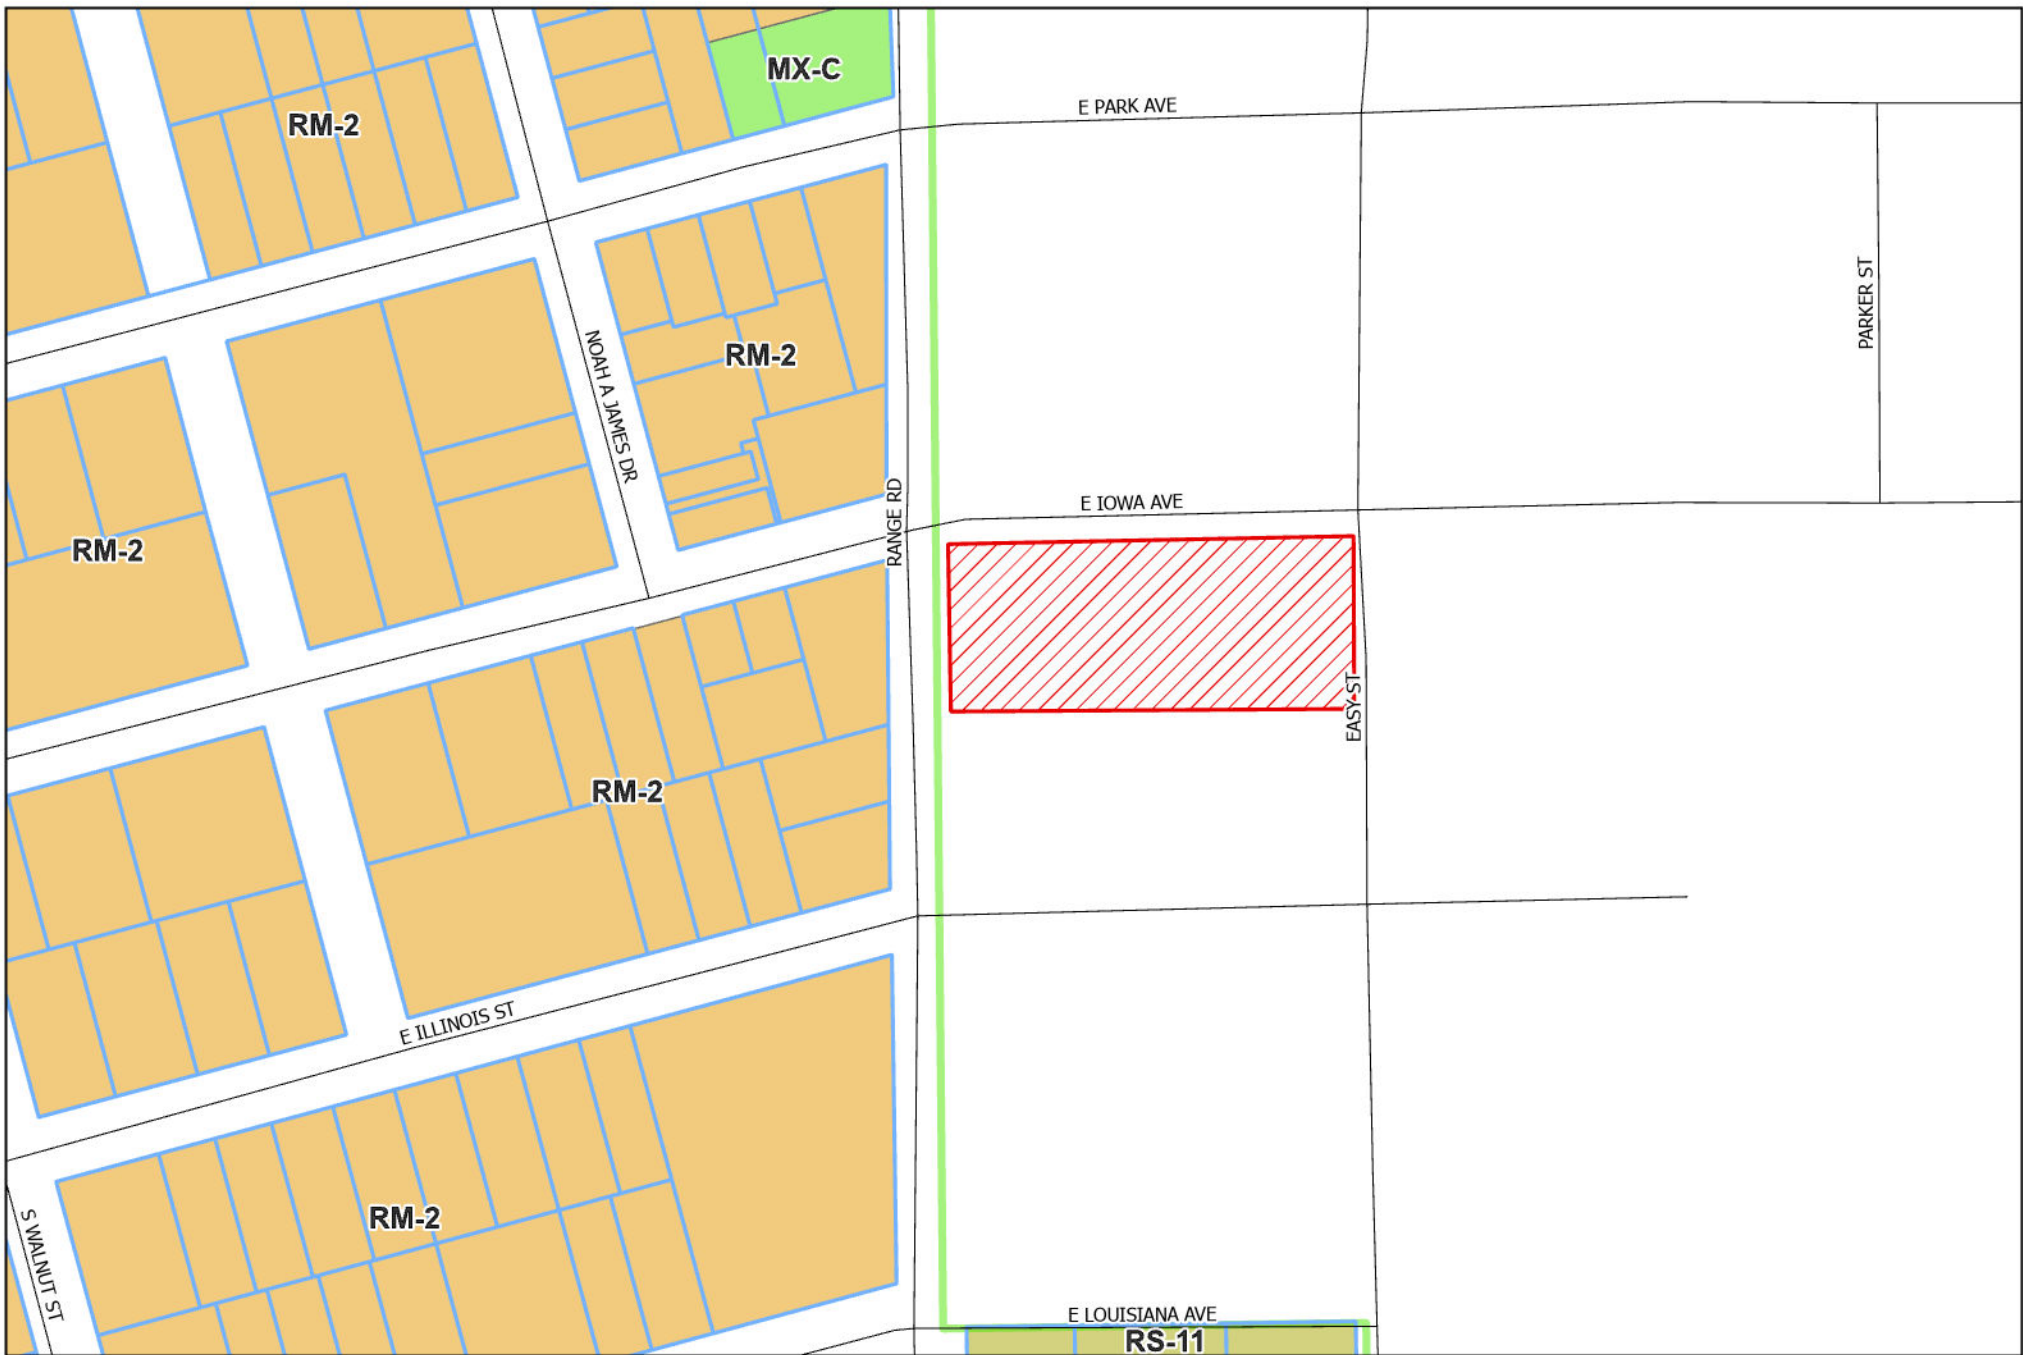 MX-C
E PARK AVE
RM-2
PARKER ST
NOAH A JAMES DR
RM-2
RANGE RD
E IOWA AVE
RM-2
EASY ST
RM-2
E ILLINOIS ST
RM-2
S WALNUT ST
E LOUISIANA AVE
RS-11